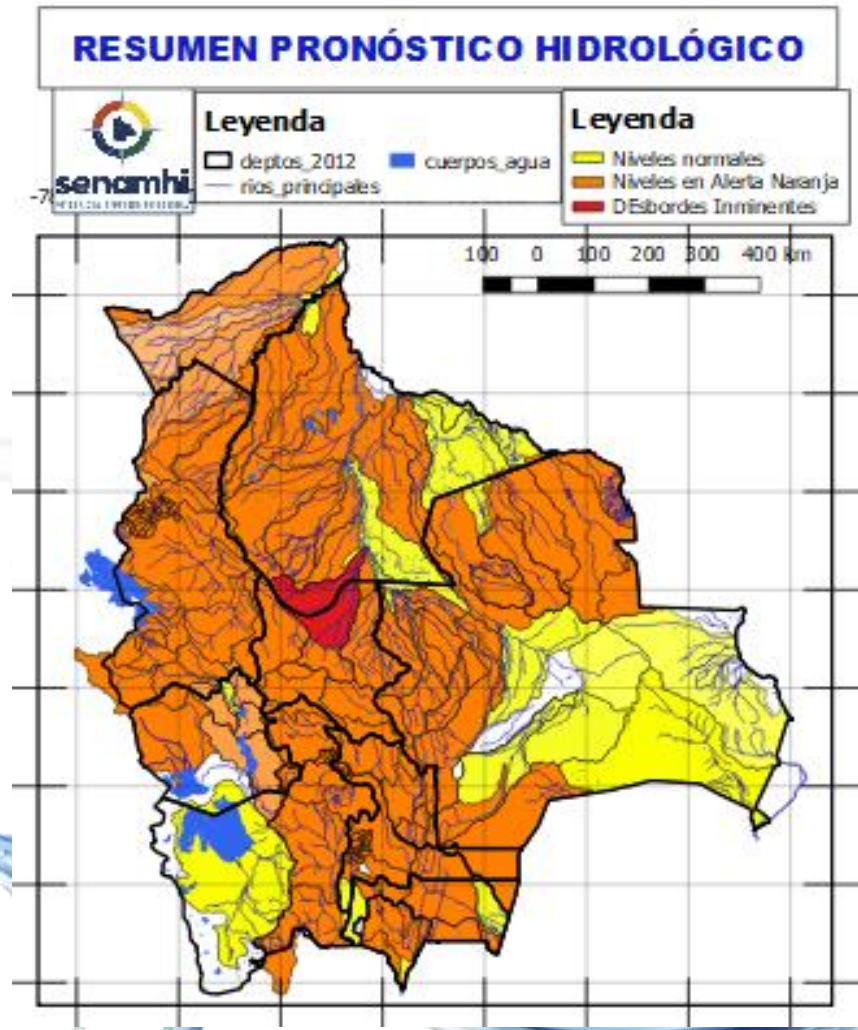 RESUMEN PRONÓSTICO HIDROLÓGICO
senamhi
Leyenda
deptos_2012
cuerpos_agua
rios_principales
Leyenda
Niveles normales
Niveles en Alerta Naranja
DEsbordes Inminentes
100 0 100 200 300 400 km